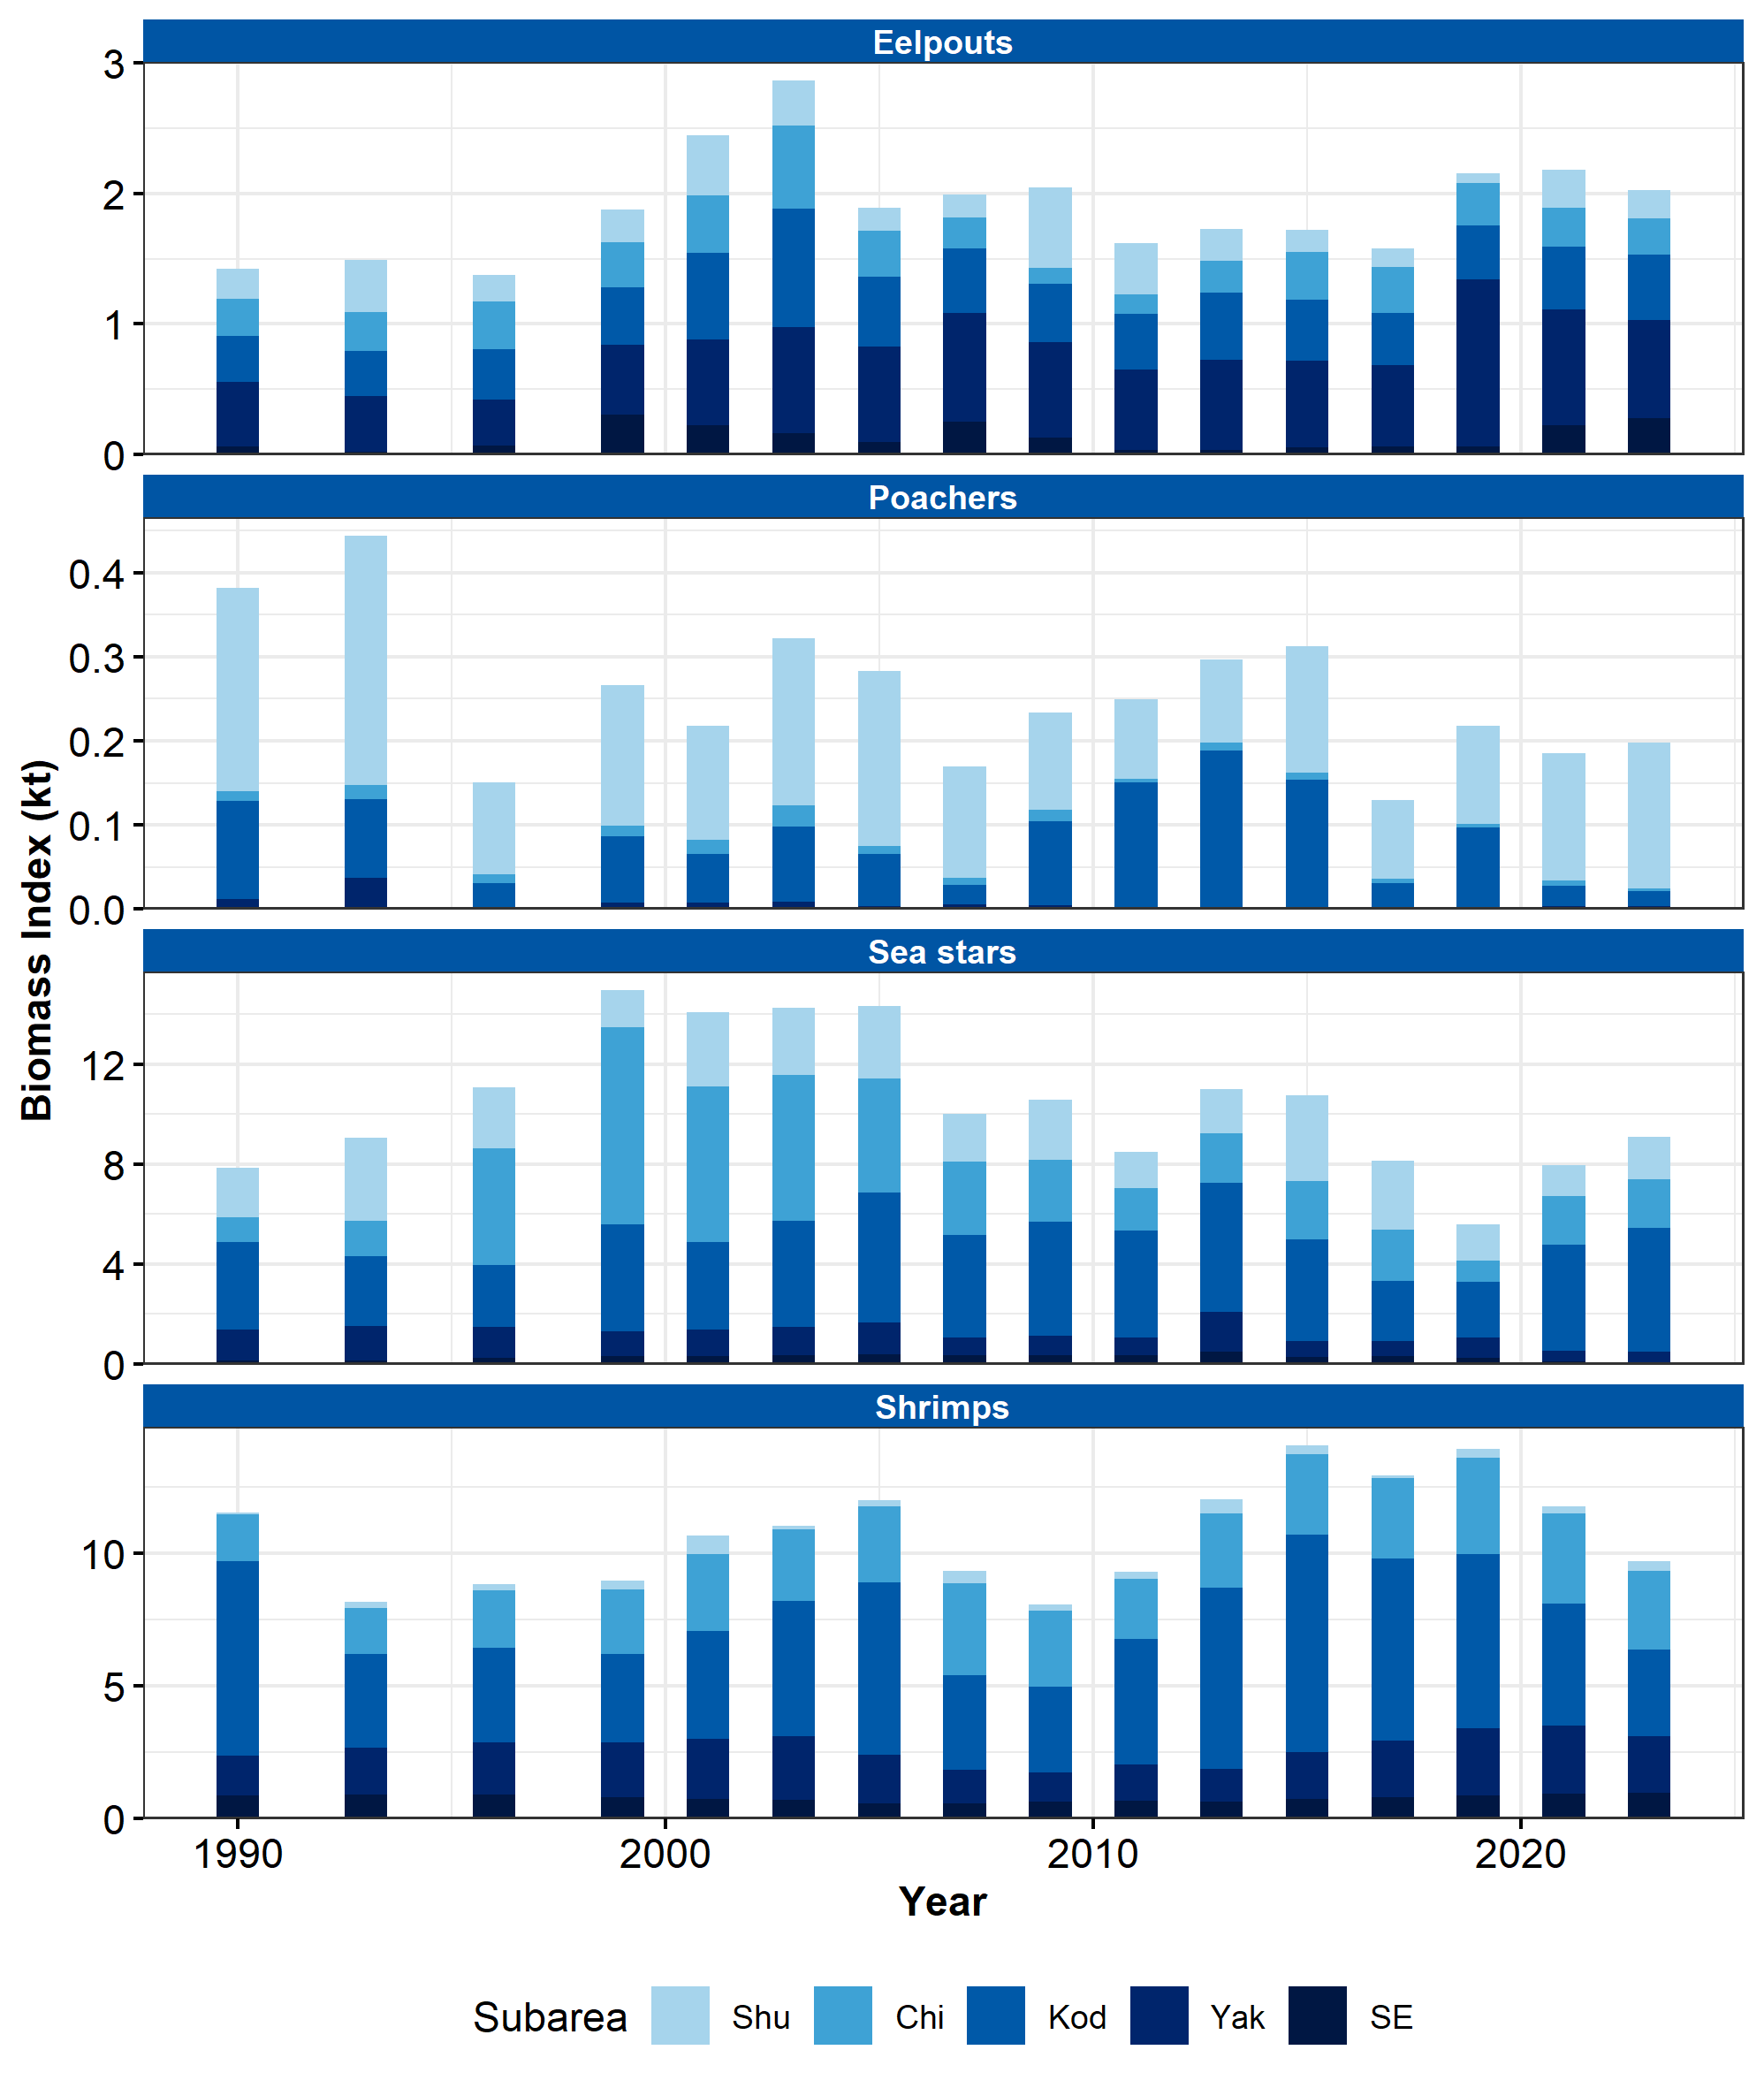 Eelpouts
3
2
1
0
Poachers
0.4
0.3
0.2
0.1
0.0
Sea stars
12
8
4
0
Shrimps
10
5
0
Biomass Index (kt)
1990 2000 2010 2020
Year
Subarea Shu Chi Kod Yak SE